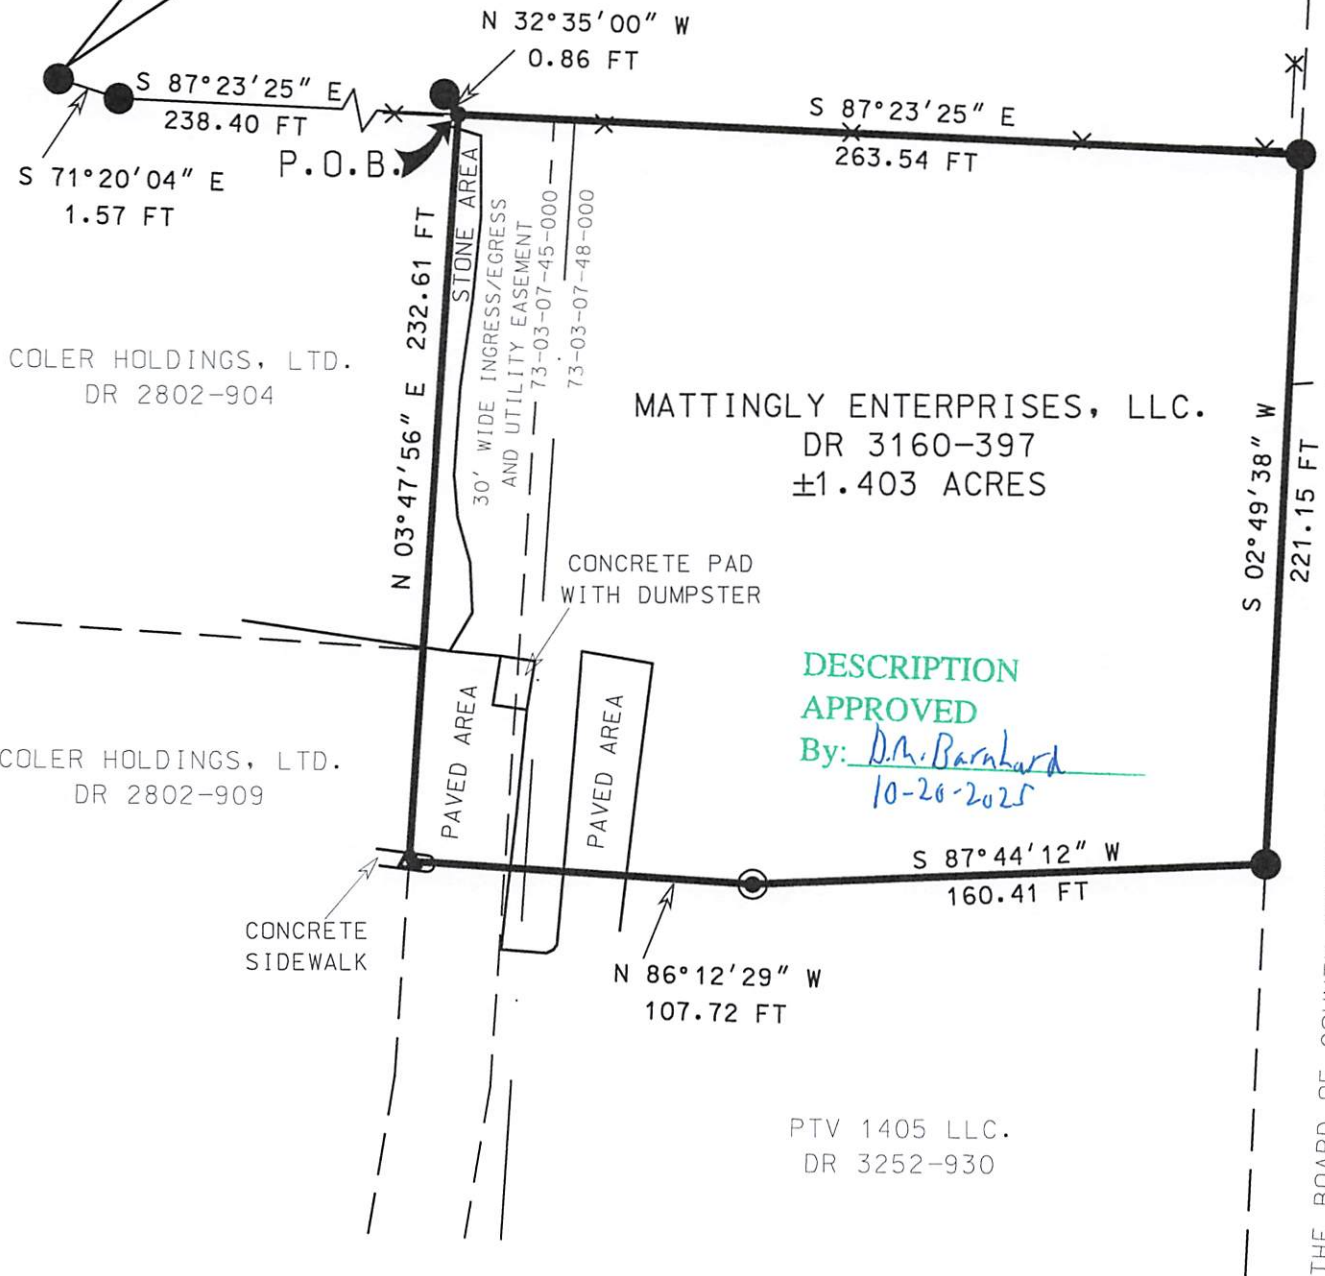 N 32°35'00" W
0.86 FT
S 87°23'25" E
238.40 FT
S 87°23'25" E
263.54 FT
P.O.B.
S 71°20'04" E
1.57 FT
STONE AREA
N 03°47'56" E 232.61 FT
30' WIDE INGRESS/EGRESS
AND UTILITY EASEMENT
73-03-07-45-000
73-03-07-48-000
COLER HOLDINGS, LTD.
DR 2802-904
MATTINGLY ENTERPRISES, LLC.
DR 3160-397
±1.403 ACRES
S 02°49'38" W
221.15 FT
CONCRETE PAD
WITH DUMPSTER
DESCRIPTION
APPROVED
By: D.M. Barnhard
10-20-2025
COLER HOLDINGS, LTD.
DR 2802-909
PAVED AREA
PAVED AREA
S 87°44'12" W
160.41 FT
CONCRETE
SIDEWALK
N 86°12'29" W
107.72 FT
PTV 1405 LLC.
DR 3252-930
THE BOARD OF